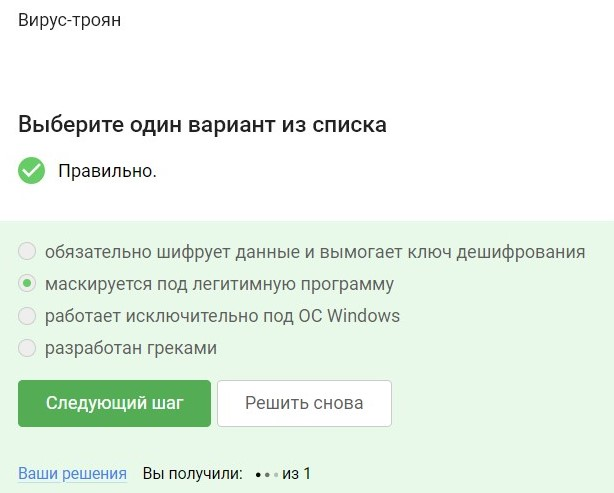 Вирус-троян
Выберите один вариант из списка
Правильно.
обязательно шифрует данные и вымогает ключ дешифрования
маскируется под легитимную программу
работает исключительно под ОС Windows
разработан греками
Следующий шаг Решить снова
Ваши решения Вы получили: из 1